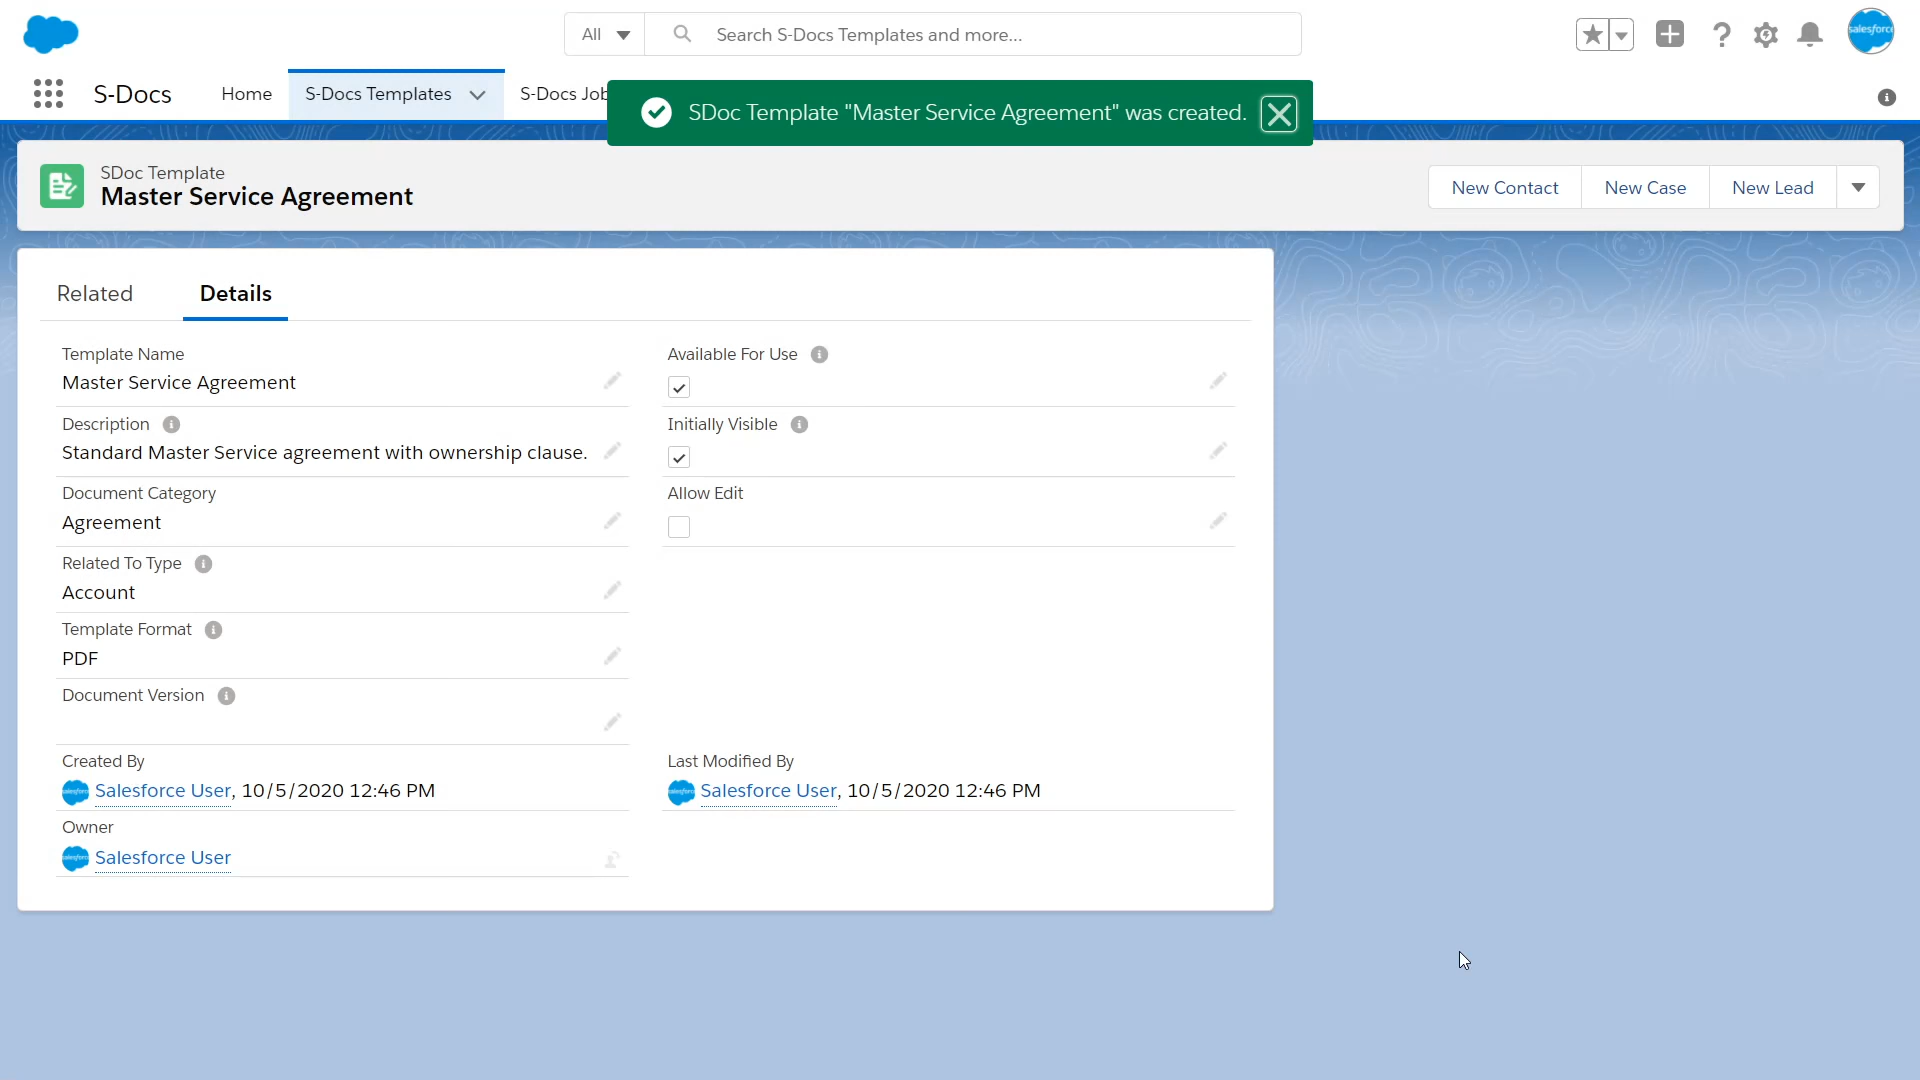 All
Search S-Docs Templates and more...
salesforce
S-Docs
Home
S-Docs Templates
S-Docs Job
SDoc Template "Master Service Agreement" was created.
SDoc Template
Master Service Agreement
New Contact
New Case
New Lead
Related
Details
Template Name
Master Service Agreement
Available For Use
Description
Standard Master Service agreement with ownership clause.
Initially Visible
Document Category
Agreement
Allow Edit
Related To Type
Account
Template Format
PDF
Document Version
Created By
Salesforce User, 10/5/2020 12:46 PM
Last Modified By
Salesforce User, 10/5/2020 12:46 PM
Owner
Salesforce User